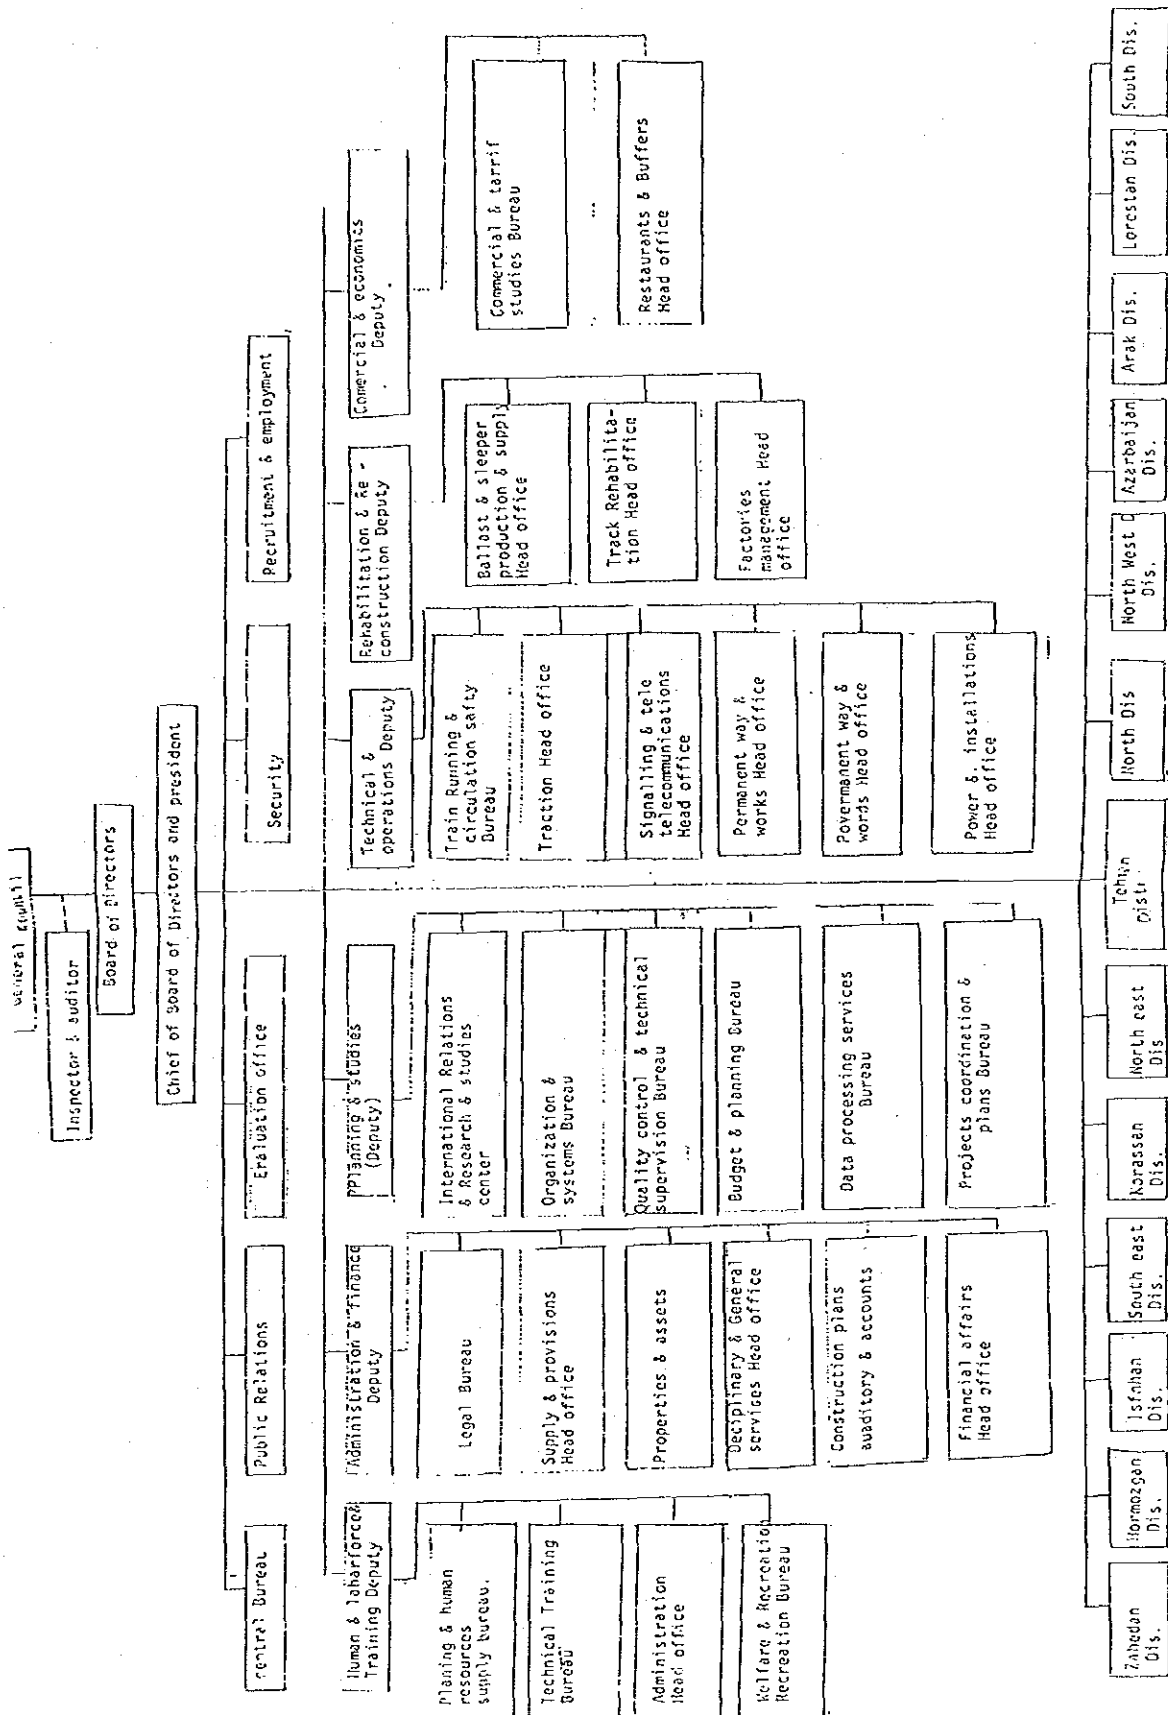 General council
Inspector & auditor
Board of Directors
Chief of Board of Directors and president
Central Bureau
Public Relations
Evaluation office
Security
Recruitment & employment
Human & laharforce&
Training Deputy
Administration & finance
Deputy
PPlanning & studies
(Deputy)
Technical &
operations Deputy
Rehabilitation & Re -
construction Deputy
Comercial & economics
Deputy
Planing & human
resources
supply bureau.
Technical Training
Bureau
Administration
Head office
Welfare & Recreation
Recreation Bureau
Legal Bureau
Supply & provisions
Head office
Properties & assets
Deciplinary & General
services Head office
Construction plans
auaditory & accounts
Financial affairs
Head office
International Relations
& Research & studies
center
Organization &
systems Bureau
Quality control & technical
supervision Bureau
Budget & planning Bureau
Data processing services
Bureau
Projects coordination &
plans Bureau
Train Running &
circulation safty
Bureau
Traction Head office
Signalling & tele
telecommunications
Head office
Permanent way &
works Head office
Povermanent way &
words Head office
Power & installations
Head office
Ballast & sleeper
production & supply
Head office
Track Rehabilita-
tion Head office
Factories
management Head
office
Commercial & tarrif
studies Bureau
Restaurants & Buffers
Head office
Zahedan
Dis.
Hormozgan
Dis.
Isfahan
Dis.
South east
Dis.
Karassan
Dis.
North east
Dis
Tehran
Distr
North Dis
North West D
Dis.
Azarbaijan
Dis.
Arak Dis.
Lorestan Dis.
South Dis.